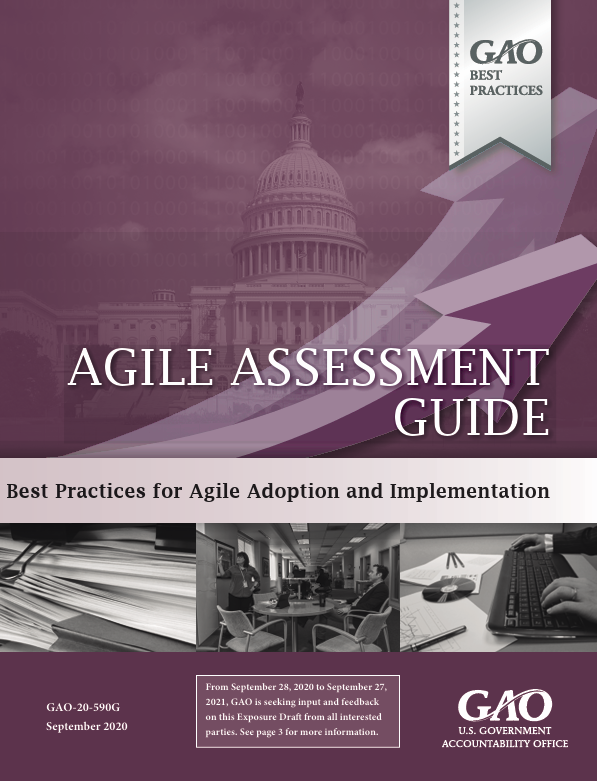 GAO
BEST
PRACTICES
AGILE ASSESSMENT
GUIDE
Best Practices for Agile Adoption and Implementation
GAO-20-590G
September 2020
From September 28, 2020 to September 27,
2021, GAO is seeking input and feedback
on this Exposure Draft from all interested
parties. See page 3 for more information.
GAO
U.S. GOVERNMENT
ACCOUNTABILITY OFFICE